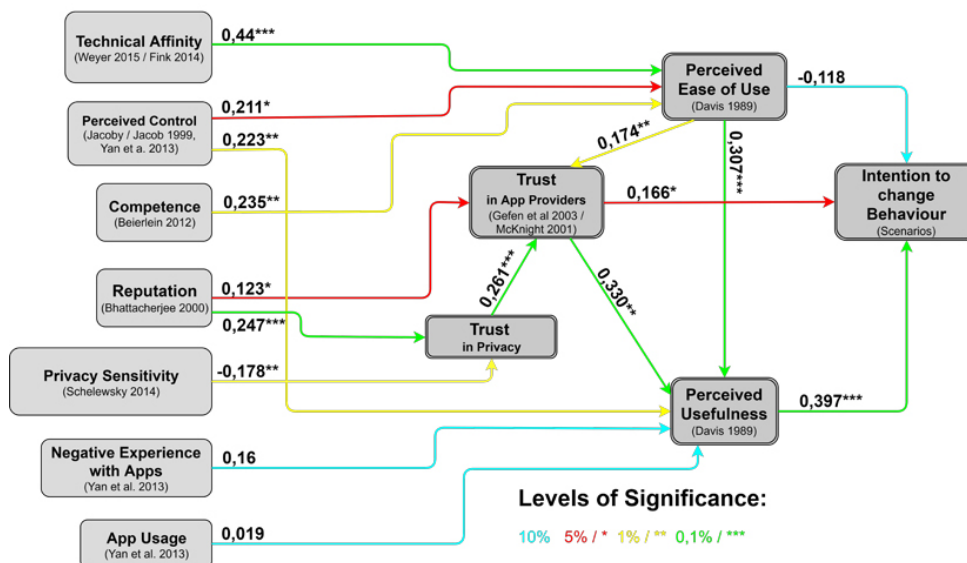 Technical Affinity
(Weyer 2015 / Fink 2014)
0,44***
Perceived
Ease of Use
(Davis 1989)
-0,118
Perceived Control
(Jacoby / Jacob 1999,
Yan et a. 2013)
0,211*
0,223**
0,174**
0,307***
Competence
(Beierlein 2012)
0,235**
Trust
in App Providers
(Gefen et al 2003 /
McKnight 2001)
0,166*
Intention to
change
Behaviour
(Scenarios)
Reputation
(Bhattacherjee 2000)
0,123*
0,247***
0,261***
0,330**
Trust
in Privacy
Privacy Sensitivity
(Schelewsky 2014)
-0,178**
Perceived
Usefulness
(Davis 1989)
0,397***
Negative Experience
with Apps
(Yan et al. 2013)
0,16
App Usage
(Yan et al. 2013)
0,019
Levels of Significance:
10% 5% / * 1% / ** 0,1% / ***